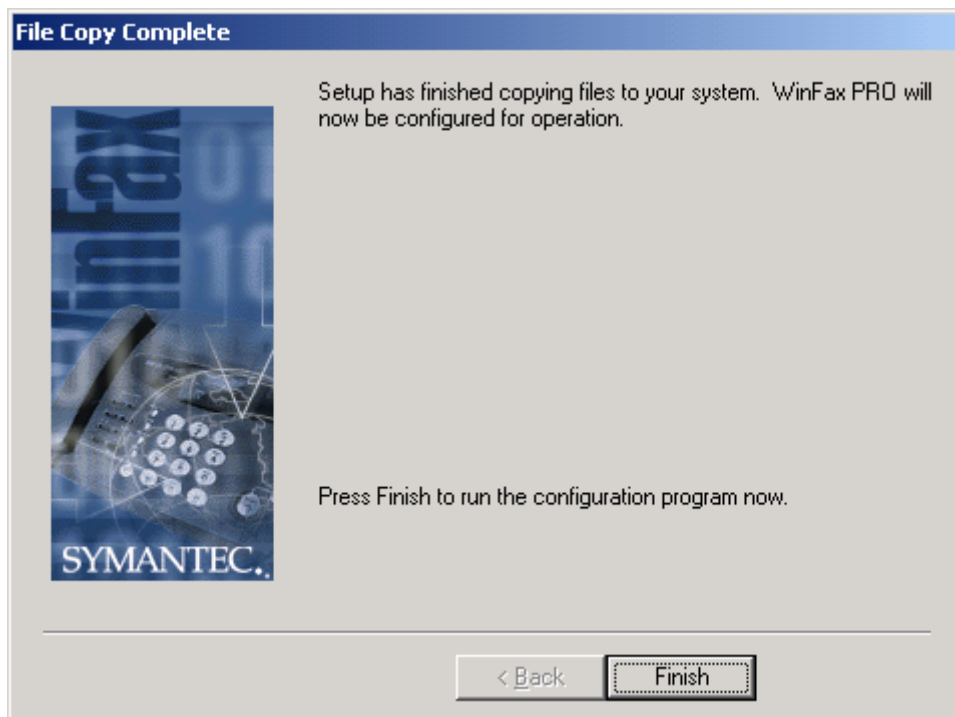 File Copy Complete
Setup has finished copying files to your system.  WinFax PRO will
now be configured for operation.
WinFax
Press Finish to run the configuration program now.
SYMANTEC.
< Back
Finish